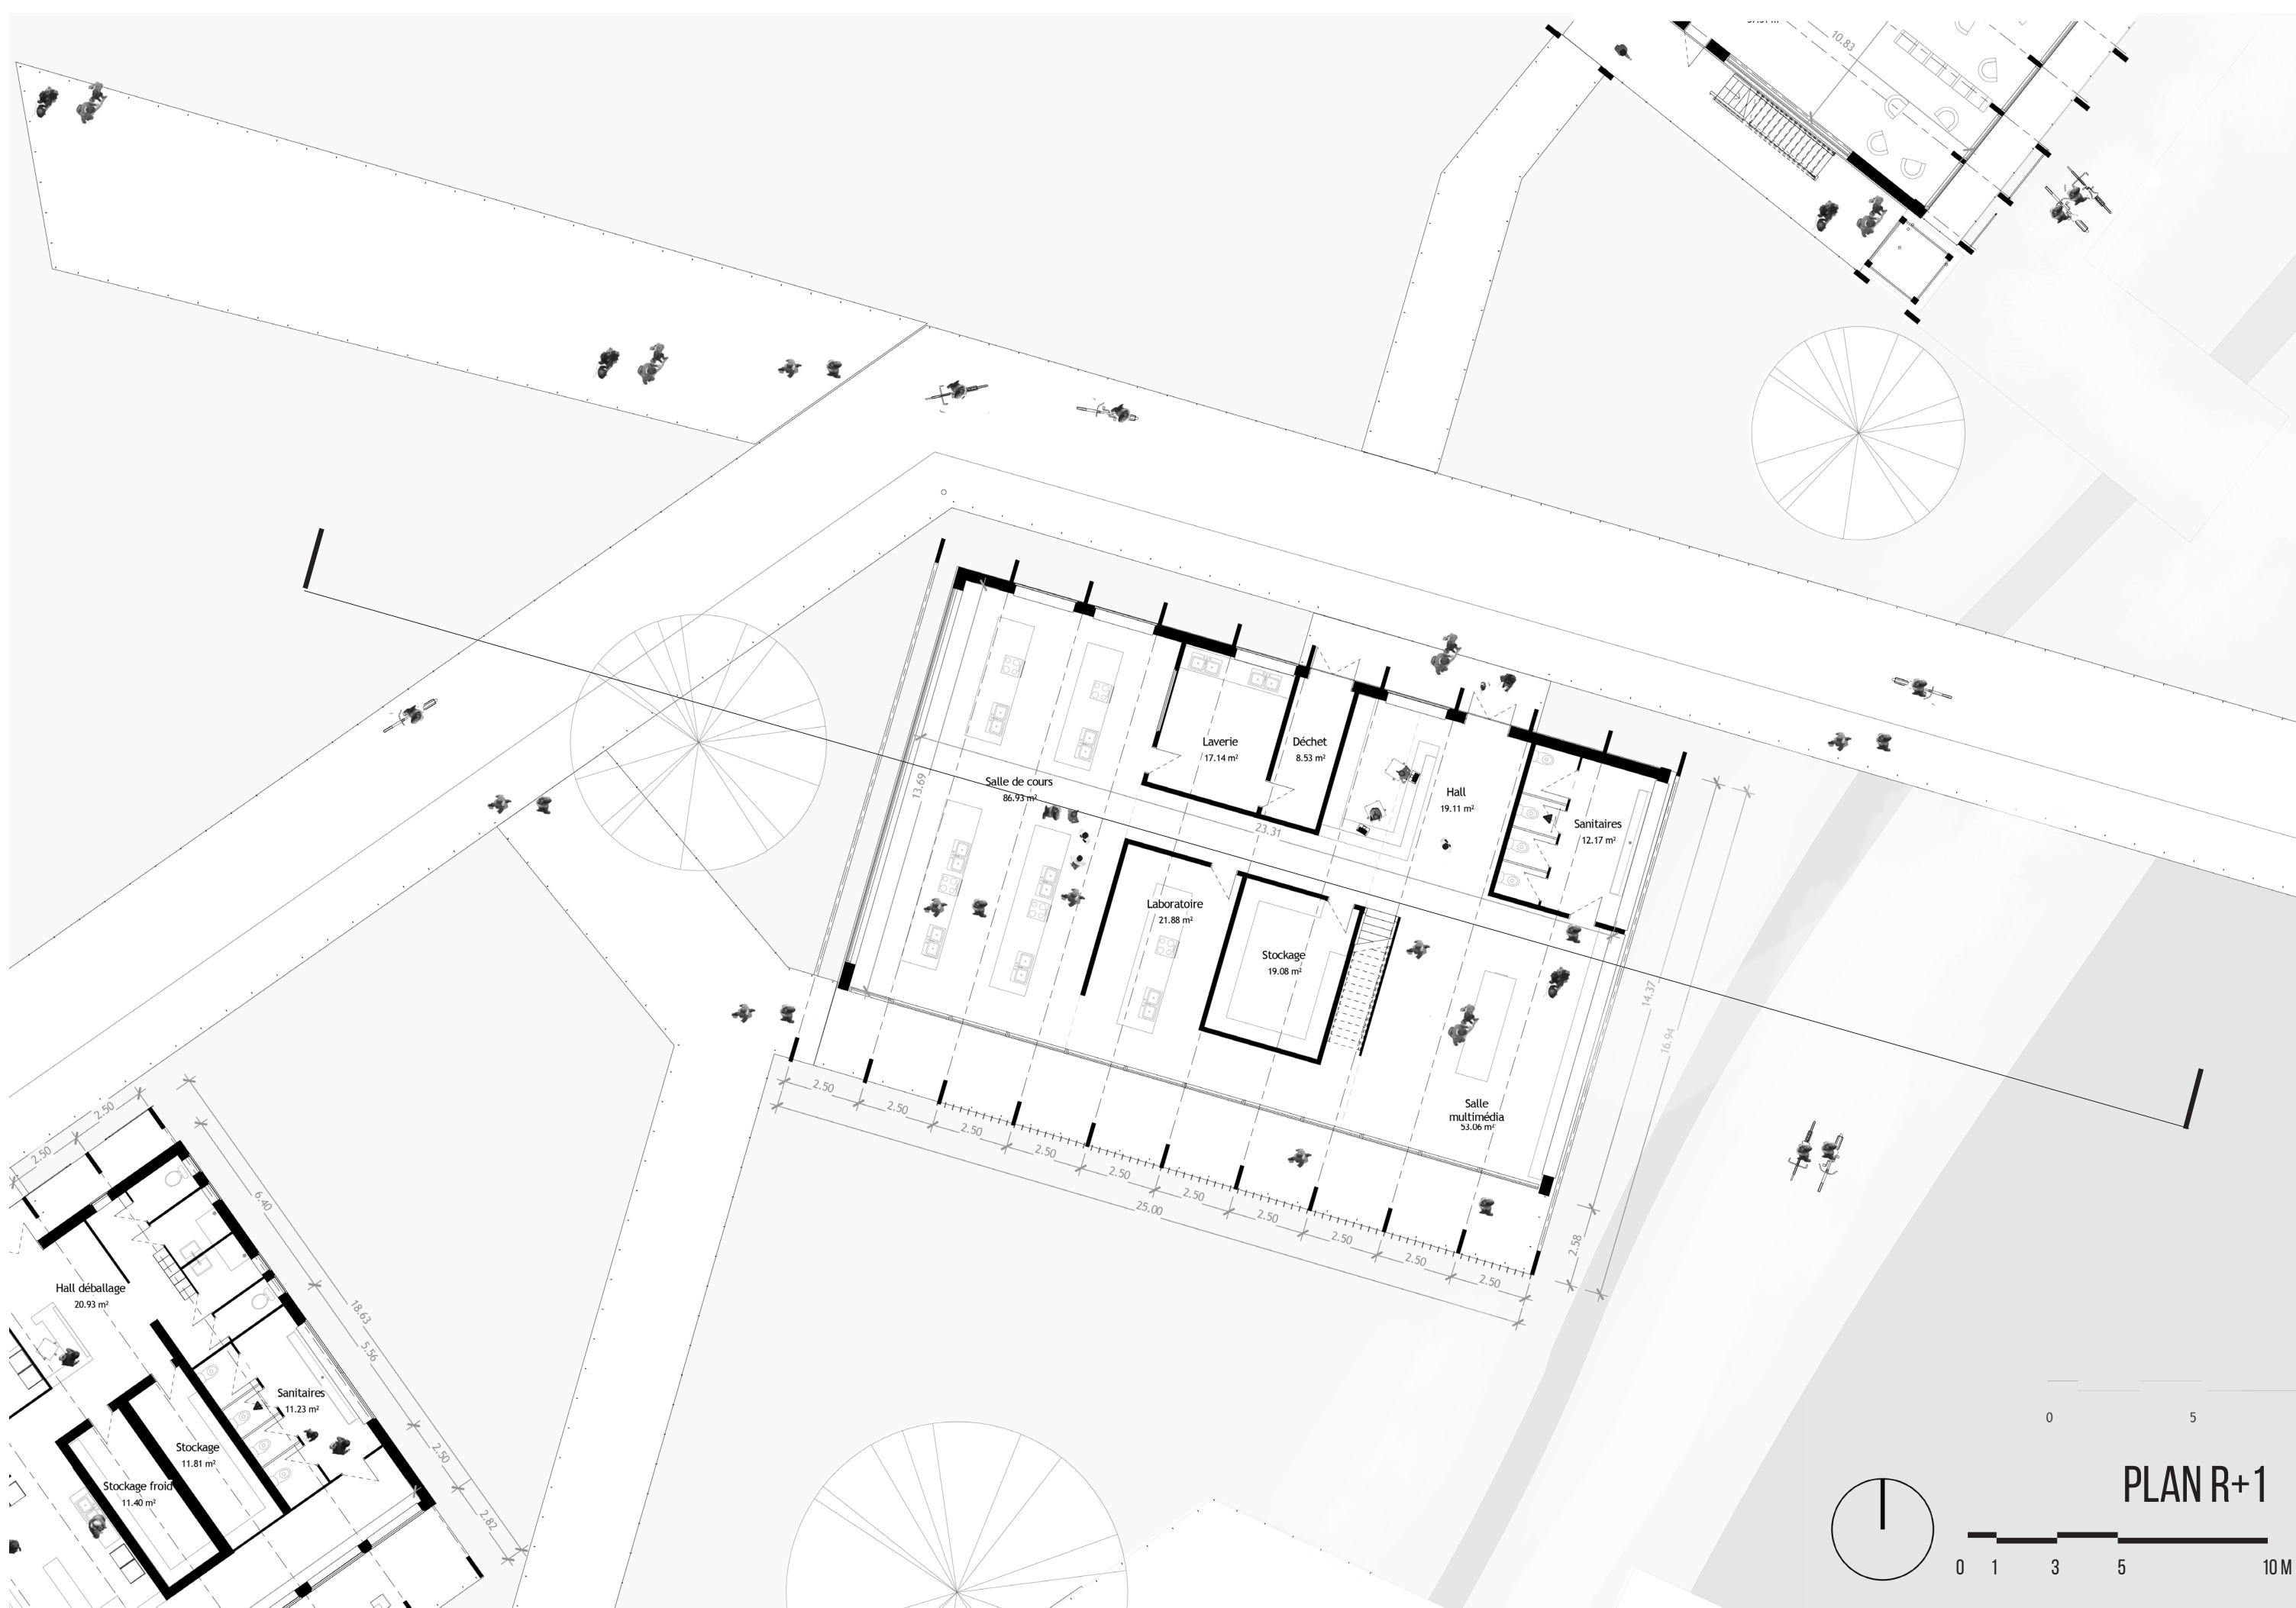 10.83
Laverie
17.14 m²
Déchet
8.53 m²
Salle de cours
86.93 m²
13.69
Hall
19.11 m²
23.31
Sanitaires
12.17 m²
Laboratoire
21.88 m²
Stockage
19.08 m²
14.37
16.94
Salle
multimédia
53.06 m²
2.50
2.50
2.50
2.50
2.50
2.50
2.50
2.50
2.50
2.50
25.00
2.58
2.50
2.50
6.40
18.63
5.56
2.50
2.82
Hall déballage
20.93 m²
Sanitaires
11.23 m²
Stockage
11.81 m²
Stockage froid
11.40 m²
0 5
PLAN R+1
0 1 3 5 10 M